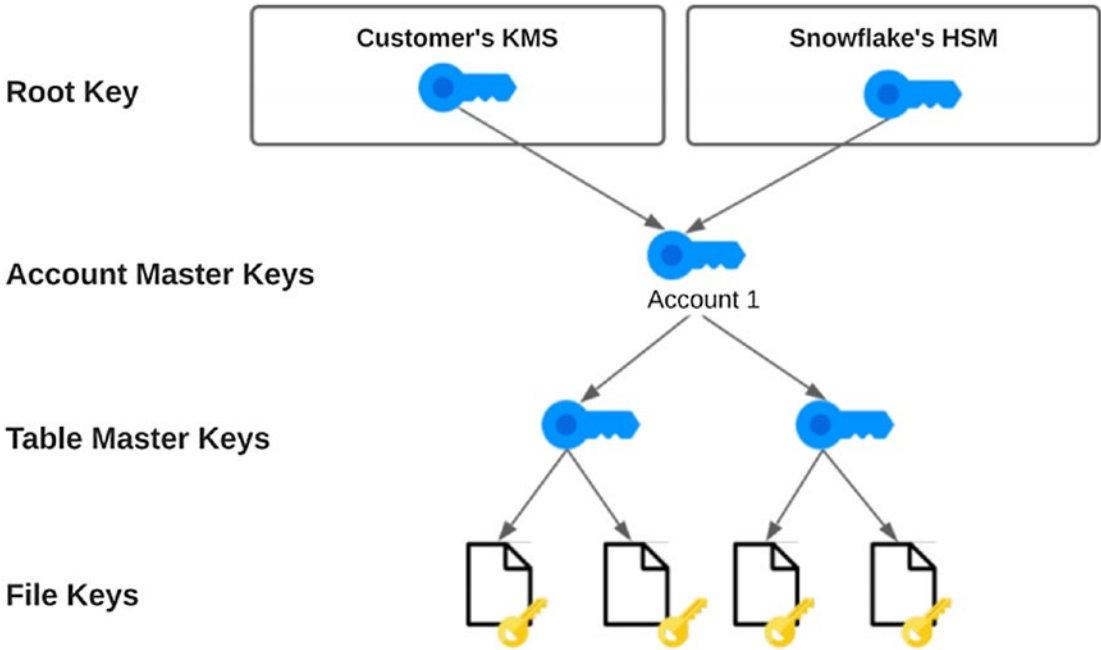 Customer's KMS
Snowflake's HSM
Root Key
Account Master Keys
Account 1
Table Master Keys
File Keys